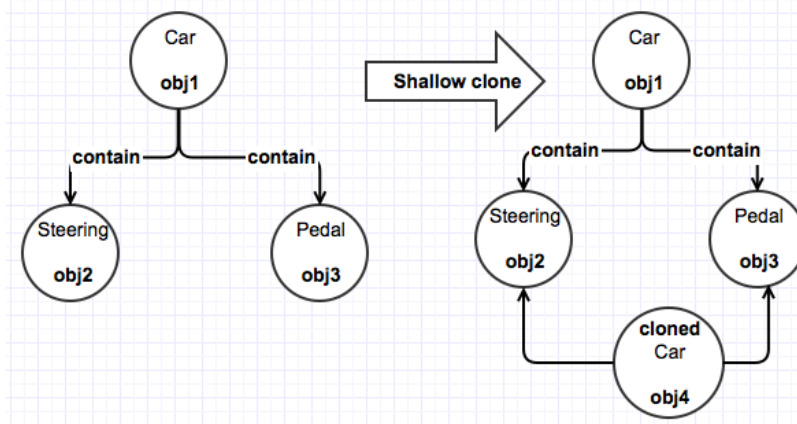 Car
obj1
contain
contain
Steering
obj2
Pedal
obj3
Shallow clone
Car
obj1
contain
contain
Steering
obj2
Pedal
obj3
cloned
Car
obj4